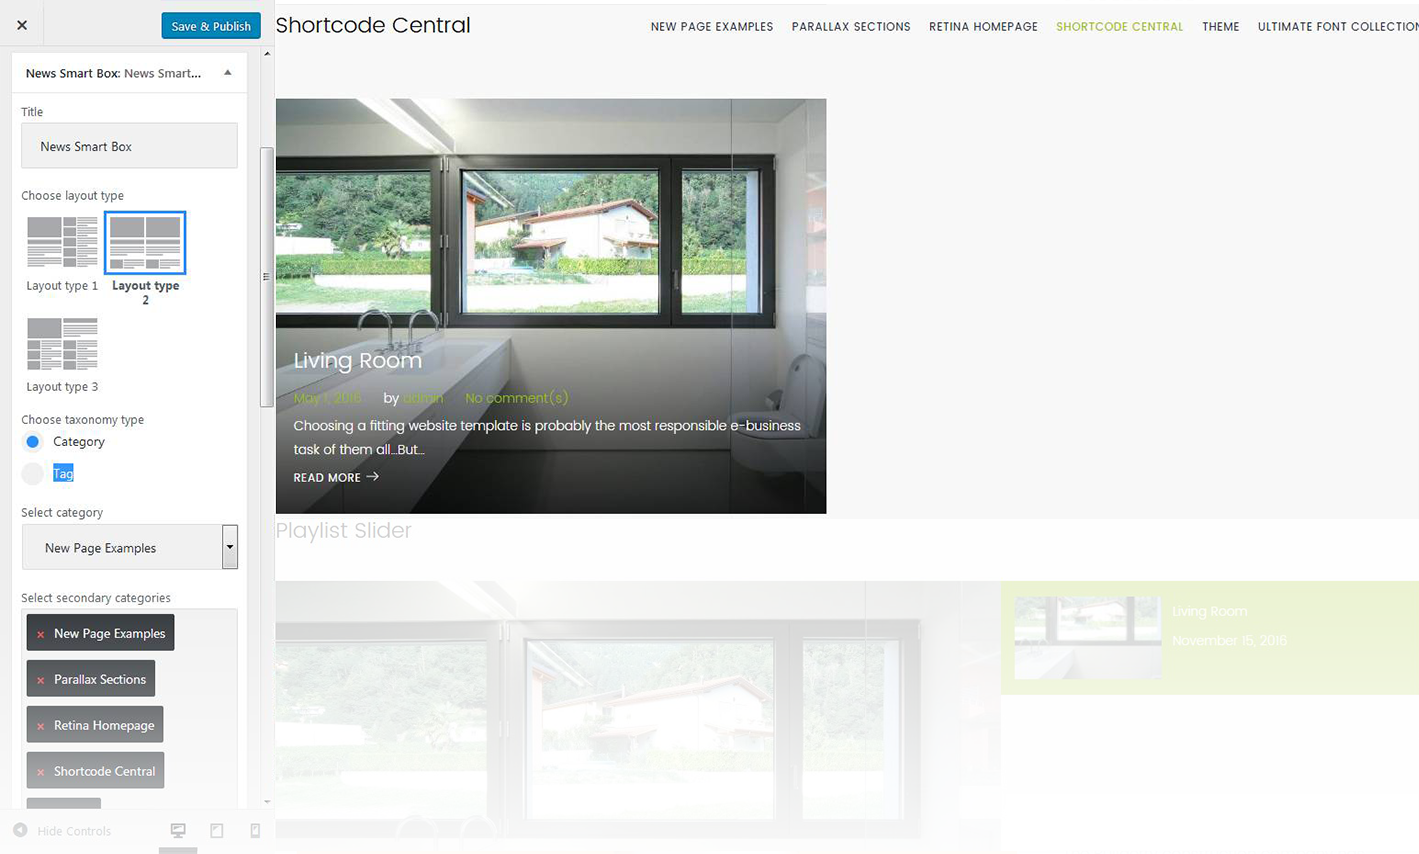 Save & Publish
News Smart Box: News Smart...
Title
News Smart Box
Choose layout type
Layout type 1
Layout type
2
Layout type 3
Choose taxonomy type
Category
Tag
Select category
New Page Examples
Select secondary categories
× New Page Examples
× Parallax Sections
× Retina Homepage
× Shortcode Central
Hide Controls
Shortcode Central
NEW PAGE EXAMPLES PARALLAX SECTIONS RETINA HOMEPAGE SHORTCODE CENTRAL THEME ULTIMATE FONT COLLECTION
Living Room
May 1, 2016 by admin No comment(s)
Choosing a fitting website template is probably the most responsible e-business
task of them all...But...
READ MORE →
Playlist Slider
Living Room
November 15, 2016